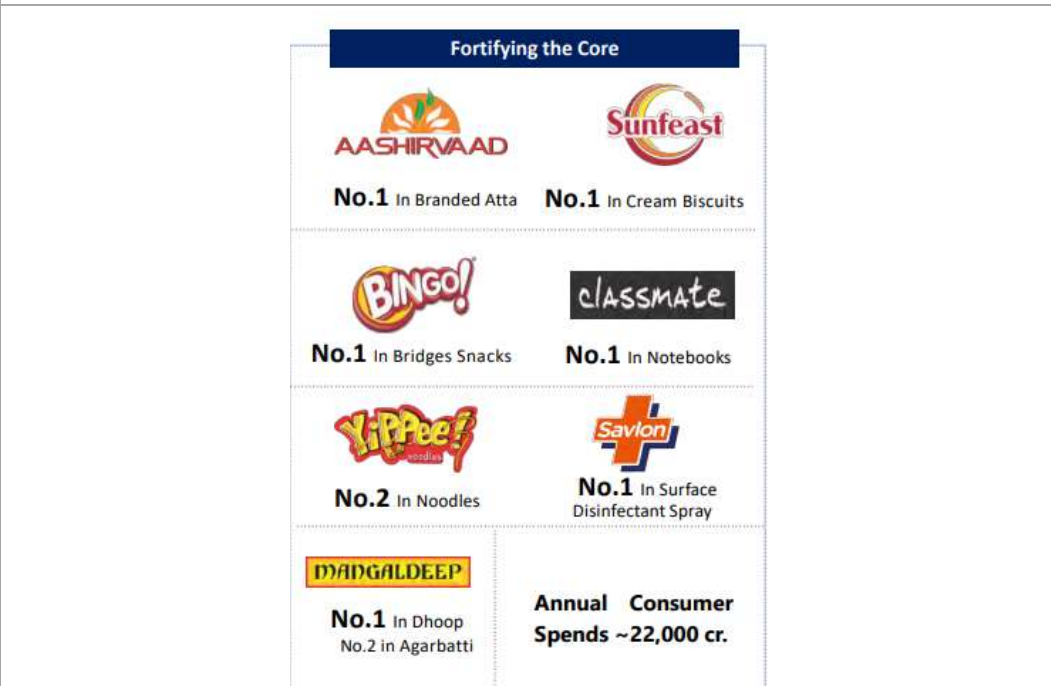 Fortifying the Core
AASHIRVAAD
Sunfeast
No.1 In Branded Atta
No.1 In Cream Biscuits
BINGO!
classmate
No.1 In Bridges Snacks
No.1 In Notebooks
YiPPee!
noodles
Savlon
No.2 In Noodles
No.1 In Surface
Disinfectant Spray
MANGALDEEP
No.1 In Dhoop
No.2 in Agarbatti
Annual Consumer
Spends ~22,000 cr.